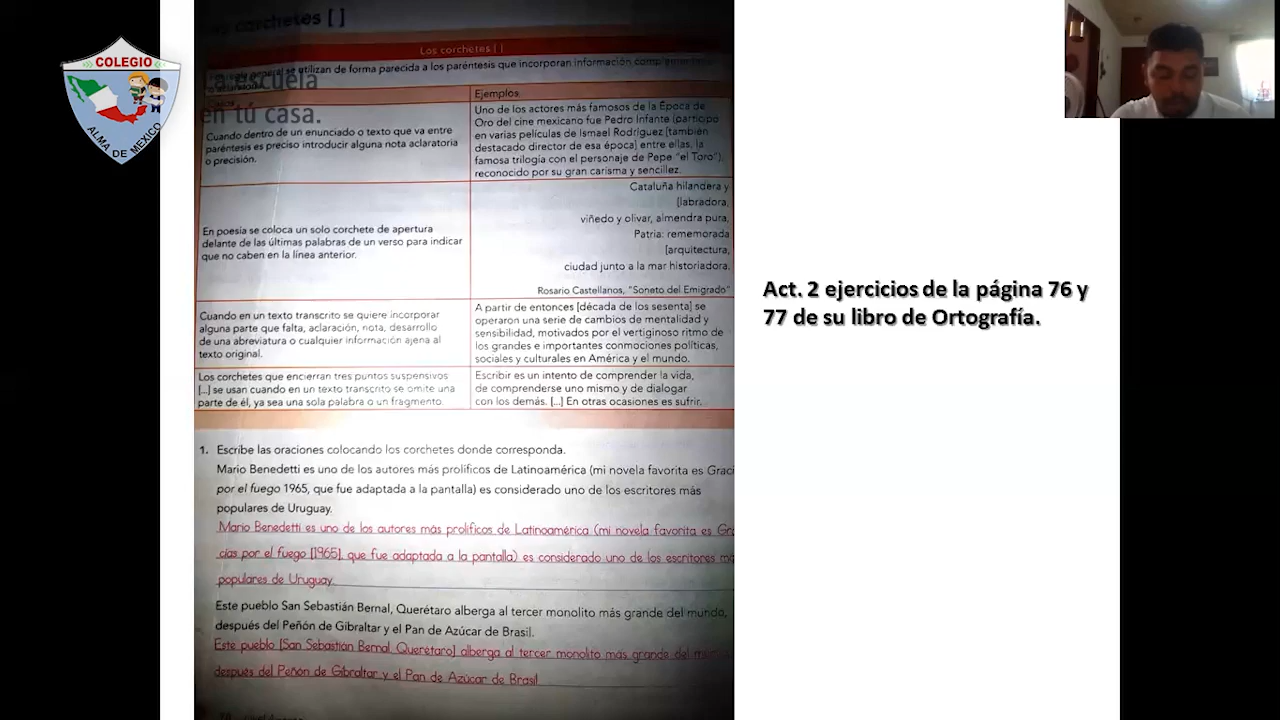 COLEGIO
ALMA DE MEXICO
La escuela
en tú casa.
corchetes [ ]
Los corchetes [ ]
se utilizan de forma parecida a los paréntesis que incorporan información
Cuando dentro de un enunciado o texto que va entre
paréntesis es preciso introducir alguna nota aclaratoria
o precisión.
Ejemplos
Uno de los actores más famosos de la Época de
Oro del cine mexicano fue Pedro Infante (participó
en varias películas de Ismael Rodríguez [también
destacado director de esa época] entre ellas, la
famosa trilogía con el personaje de Pepe "el Toro"),
reconocido por su gran carisma y sencillez.
En poesía se coloca un solo corchete de apertura
delante de las últimas palabras de un verso para indicar
que no caben en la línea anterior.
Cataluña hilandera y
[labradora,
viñedo y olivar, almendra pura,
Patria: rememorada
[arquitectura,
ciudad junto a la mar historiadora.
Rosario Castellanos, "Soneto del Emigrado"
Cuando en un texto transcrito se quiere incorporar
alguna parte que falta, aclaración, nota, desarrollo
de una abreviatura o cualquier información ajena al
texto original.
A partir de entonces [década de los sesenta] se
operaron una serie de cambios de mentalidad y
sensibilidad, motivados por el vertiginoso ritmo de
los grandes e importantes conmociones políticas,
sociales y culturales en América y el mundo.
Los corchetes que encierran tres puntos suspensivos
[...] se usan cuando en un texto transcrito se omite una
parte de él, ya sea una sola palabra o un fragmento.
Escribir es un intento de comprender la vida,
de comprenderse uno mismo y de dialogar
con los demás. [...] En otras ocasiones es sufrir.
1. Escribe las oraciones colocando los corchetes donde corresponda.
Mario Benedetti es uno de los autores más prolíficos de Latinoamérica (mi novela favorita es Graci
por el fuego 1965, que fue adaptada a la pantalla) es considerado uno de los escritores más
populares de Uruguay.
Mario Benedetti es uno de los autores más prolíficos de Latinoamérica (mi novela favorita es Gra
cias por el fuego [1965], que fue adaptada a la pantalla) es considerado uno de los escritores má
populares de Uruguay.
Este pueblo San Sebastián Bernal, Querétaro alberga al tercer monolito más grande del mundo,
después del Peñón de Gibraltar y el Pan de Azúcar de Brasil.
Este pueblo [San Sebastián Bernal, Querétaro] alberga al tercer monolito más grande del
después del Peñón de Gibraltar y el Pan de Azúcar de Brasil
Act. 2 ejercicios de la página 76 y
77 de su libro de Ortografía.